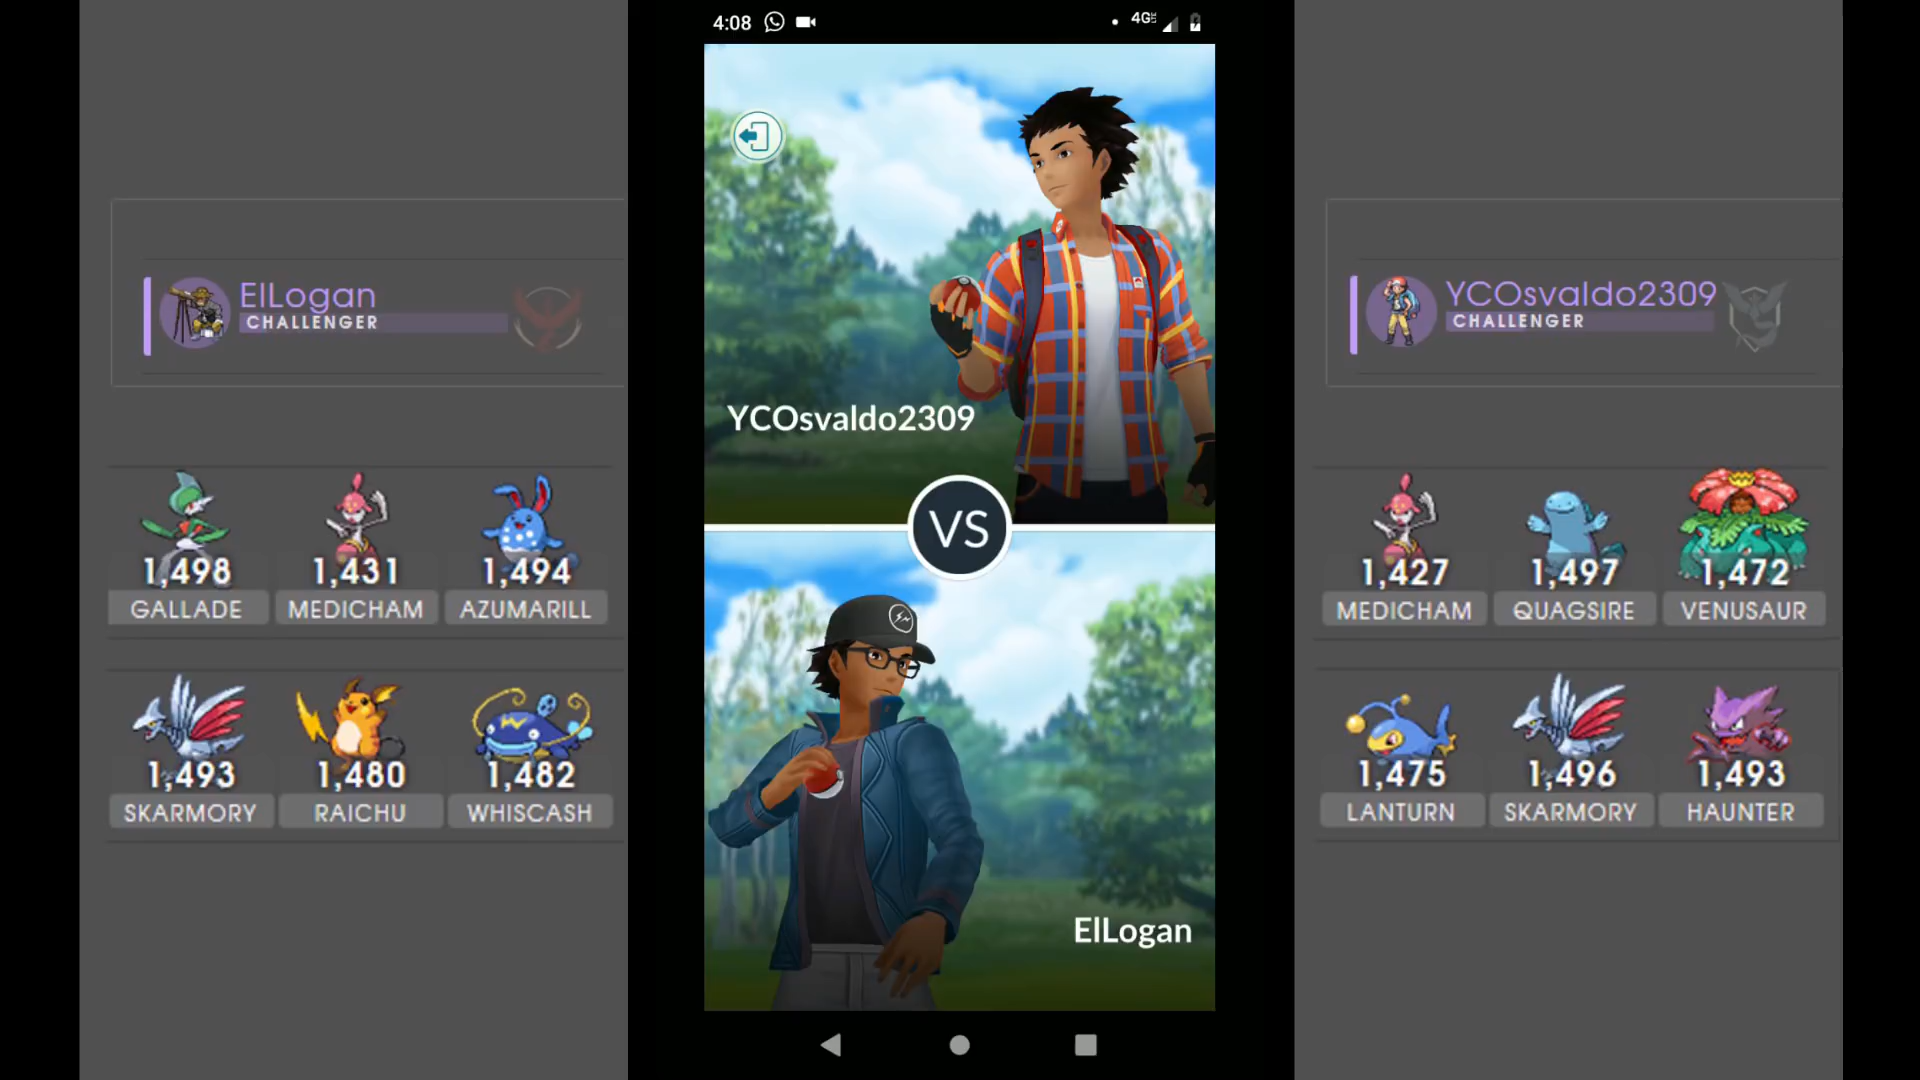 4:08
4G LTE
ElLogan
CHALLENGER
1,498
1,431
1,494
GALLADE
MEDICHAM
AZUMARILL
1,493
1,480
1,482
SKARMORY
RAICHU
WHISCASH
YCOsvaldo2309
VS
ElLogan
YCOsvaldo2309
CHALLENGER
1,427
1,497
1,472
MEDICHAM
QUAGSIRE
VENUSAUR
1,475
1,496
1,493
LANTURN
SKARMORY
HAUNTER